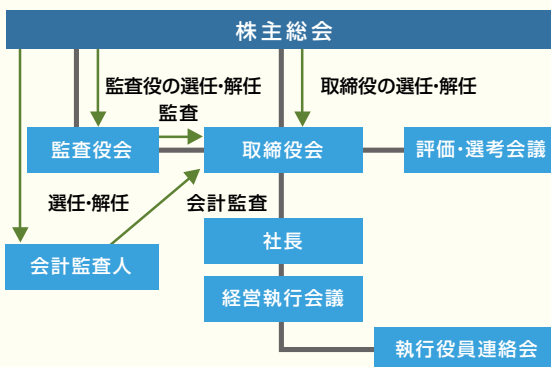 株主総会
監査役の選任・解任
取締役の選任・解任
監査
監査役会
取締役会
評価・選考会議
選任・解任
会計監査
社長
会計監査人
経営執行会議
執行役員連絡会